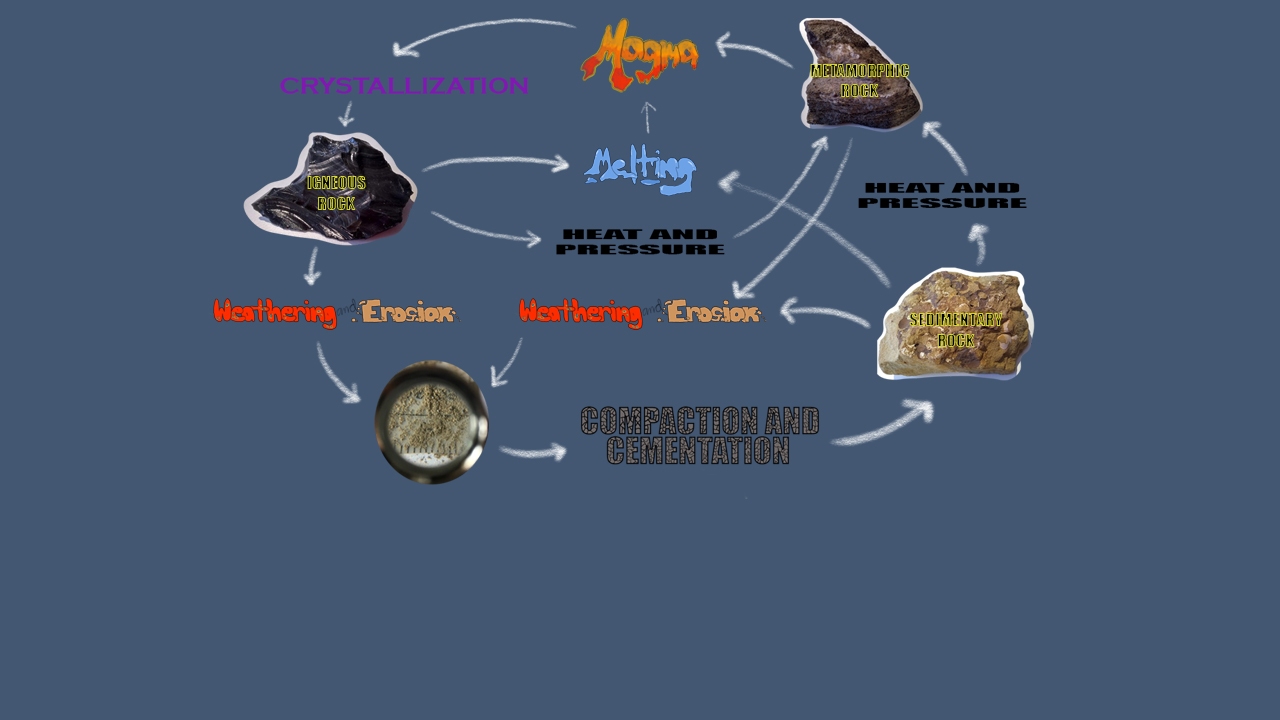 Magma
METAMORPHIC
ROCK
CRYSTALLIZATION
Melting
IGNEOUS
ROCK
HEAT AND
PRESSURE
HEAT AND
PRESSURE
Weathering and Erosion
Weathering and Erosion
SEDIMENTARY
ROCK
COMPACTION AND
CEMENTATION